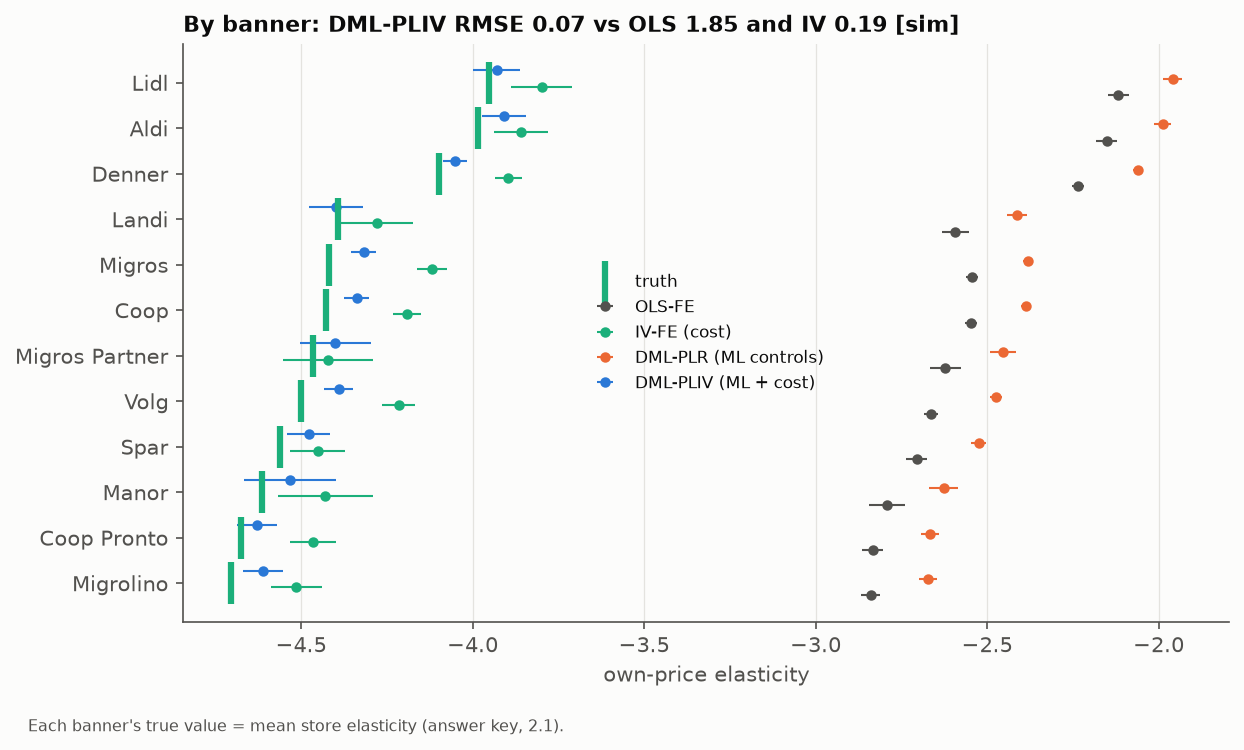 By banner: DML-PLIV RMSE 0.07 vs OLS 1.85 and IV 0.19 [sim]
Lidl
Aldi
Denner
Landi
Migros
Coop
Migros Partner
Volg
Spar
Manor
Coop Pronto
Migrolino
truth
OLS-FE
IV-FE (cost)
DML-PLR (ML controls)
DML-PLIV (ML + cost)
−4.5 −4.0 −3.5 −3.0 −2.5 −2.0
own-price elasticity
Each banner's true value = mean store elasticity (answer key, 2.1).